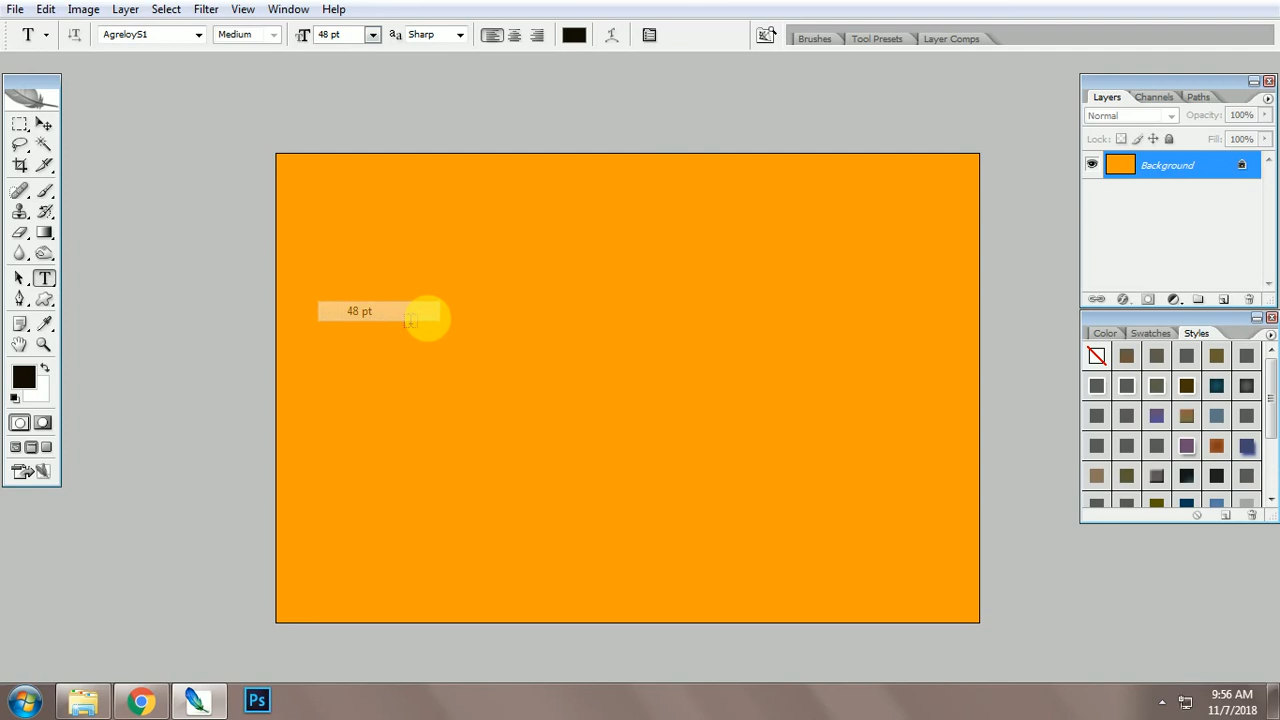 File Edit Image Layer Select Filter View Window Help
T AgreloyS1 Medium T 48 pt aa Sharp Brushes Tool Presets Layer Comps
Layers Channels Paths
Normal Opacity: 100%
Lock: Fill: 100%
Background
48 pt
Color Swatches Styles
T
Ps
9:56 AM
11/7/2018